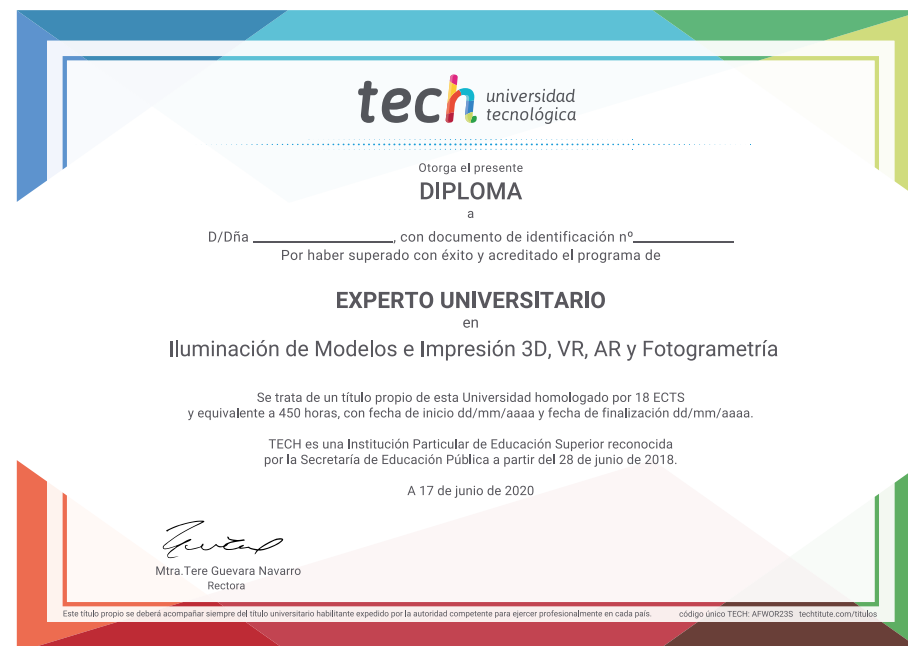 tech universidad
tecnológica
Otorga el presente
DIPLOMA
a
D/Dña ____________________, con documento de identificación nº______________
Por haber superado con éxito y acreditado el programa de
EXPERTO UNIVERSITARIO
en
Iluminación de Modelos e Impresión 3D, VR, AR y Fotogrametría
Se trata de un título propio de esta Universidad homologado por 18 ECTS
y equivalente a 450 horas, con fecha de inicio dd/mm/aaaa y fecha de finalización dd/mm/aaaa.
TECH es una Institución Particular de Educación Superior reconocida
por la Secretaría de Educación Pública a partir del 28 de junio de 2018.
A 17 de junio de 2020
Mtra.Tere Guevara Navarro
Rectora
Este título propio se deberá acompañar siempre del título universitario habilitante expedido por la autoridad competente para ejercer profesionalmente en cada país. código único TECH: AFWOR23S techtitute.com/titulos